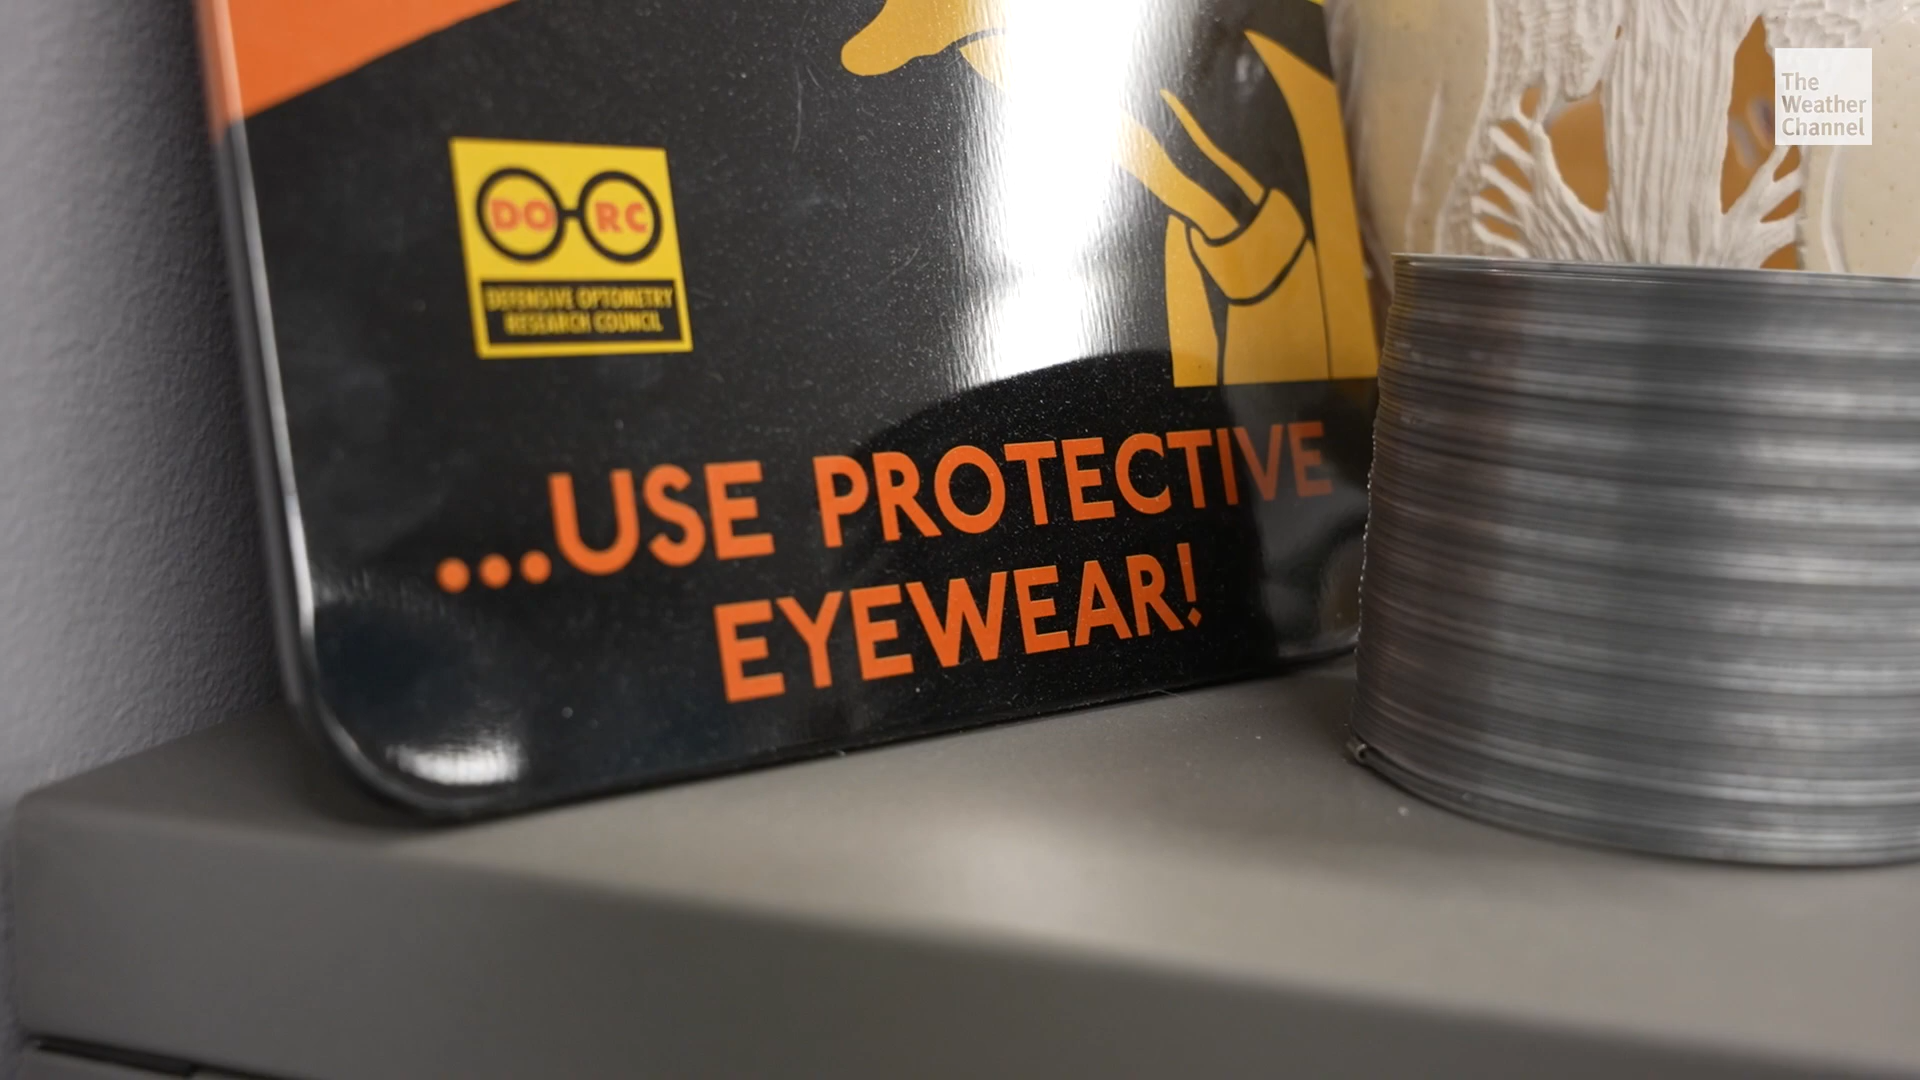 The
Weather
Channel
DO RC
DEFENSIVE OPTOMETRY
RESEARCH COUNCIL
...USE PROTECTIVE
EYEWEAR!